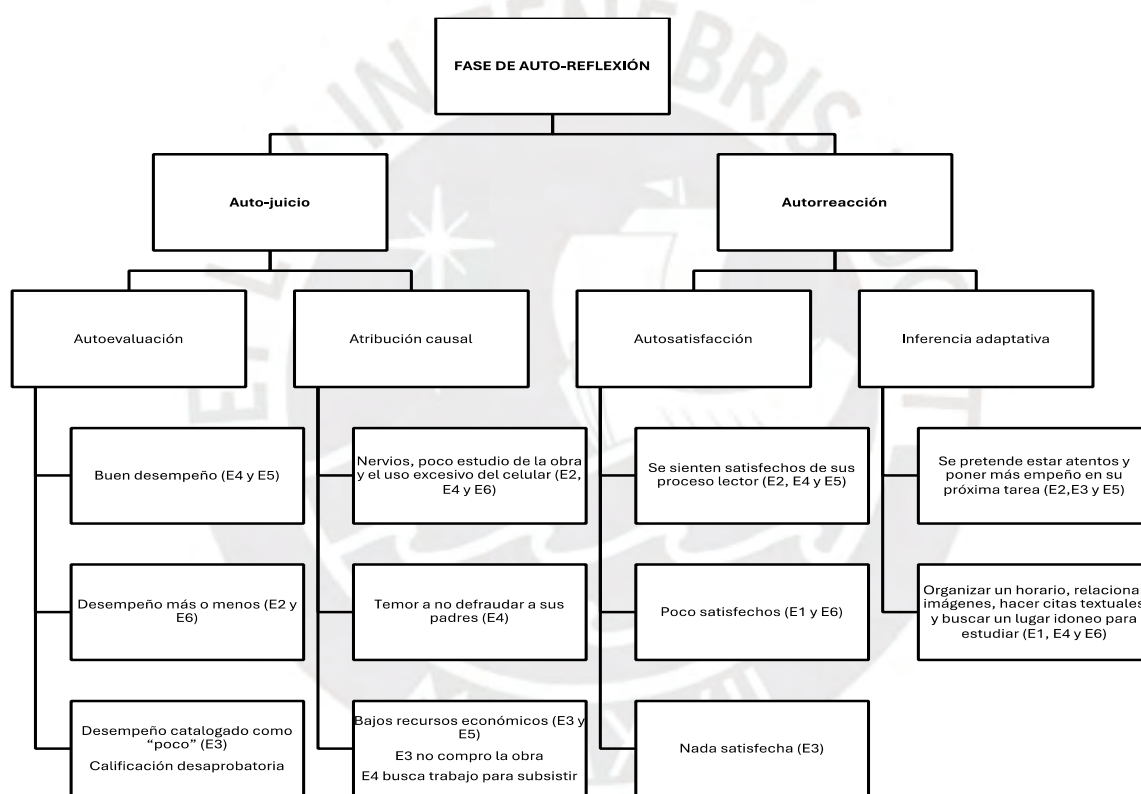 FASE DE AUTO-REFLEXIÓN
Auto-juicio
Autorreacción
Autoevaluación
Atribución causal
Autosatisfacción
Inferencia adaptativa
Buen desempeño (E4 y E5)
Nervios, poco estudio de la obra
y el uso excesivo del celular (E2,
E4 y E6)
Se sienten satisfechos de sus
proceso lector (E2, E4 y E5)
Se pretende estar atentos y
poner más empeño en su
próxima tarea (E2,E3 y E5)
Desempeño más o menos (E2 y
E6)
Temor a no defraudar a sus
padres (E4)
Poco satisfechos (E1 y E6)
Organizar un horario, relaciona
imágenes, hacer citas textuales
y buscar un lugar idoneo para
estudiar (E1, E4 y E6)
Desempeño catalogado como
“poco” (E3)
Calificación desaprobatoria
Bajos recursos económicos (E3 y
E5)
E3 no compro la obra
E4 busca trabajo para subsistir
Nada satisfecha (E3)